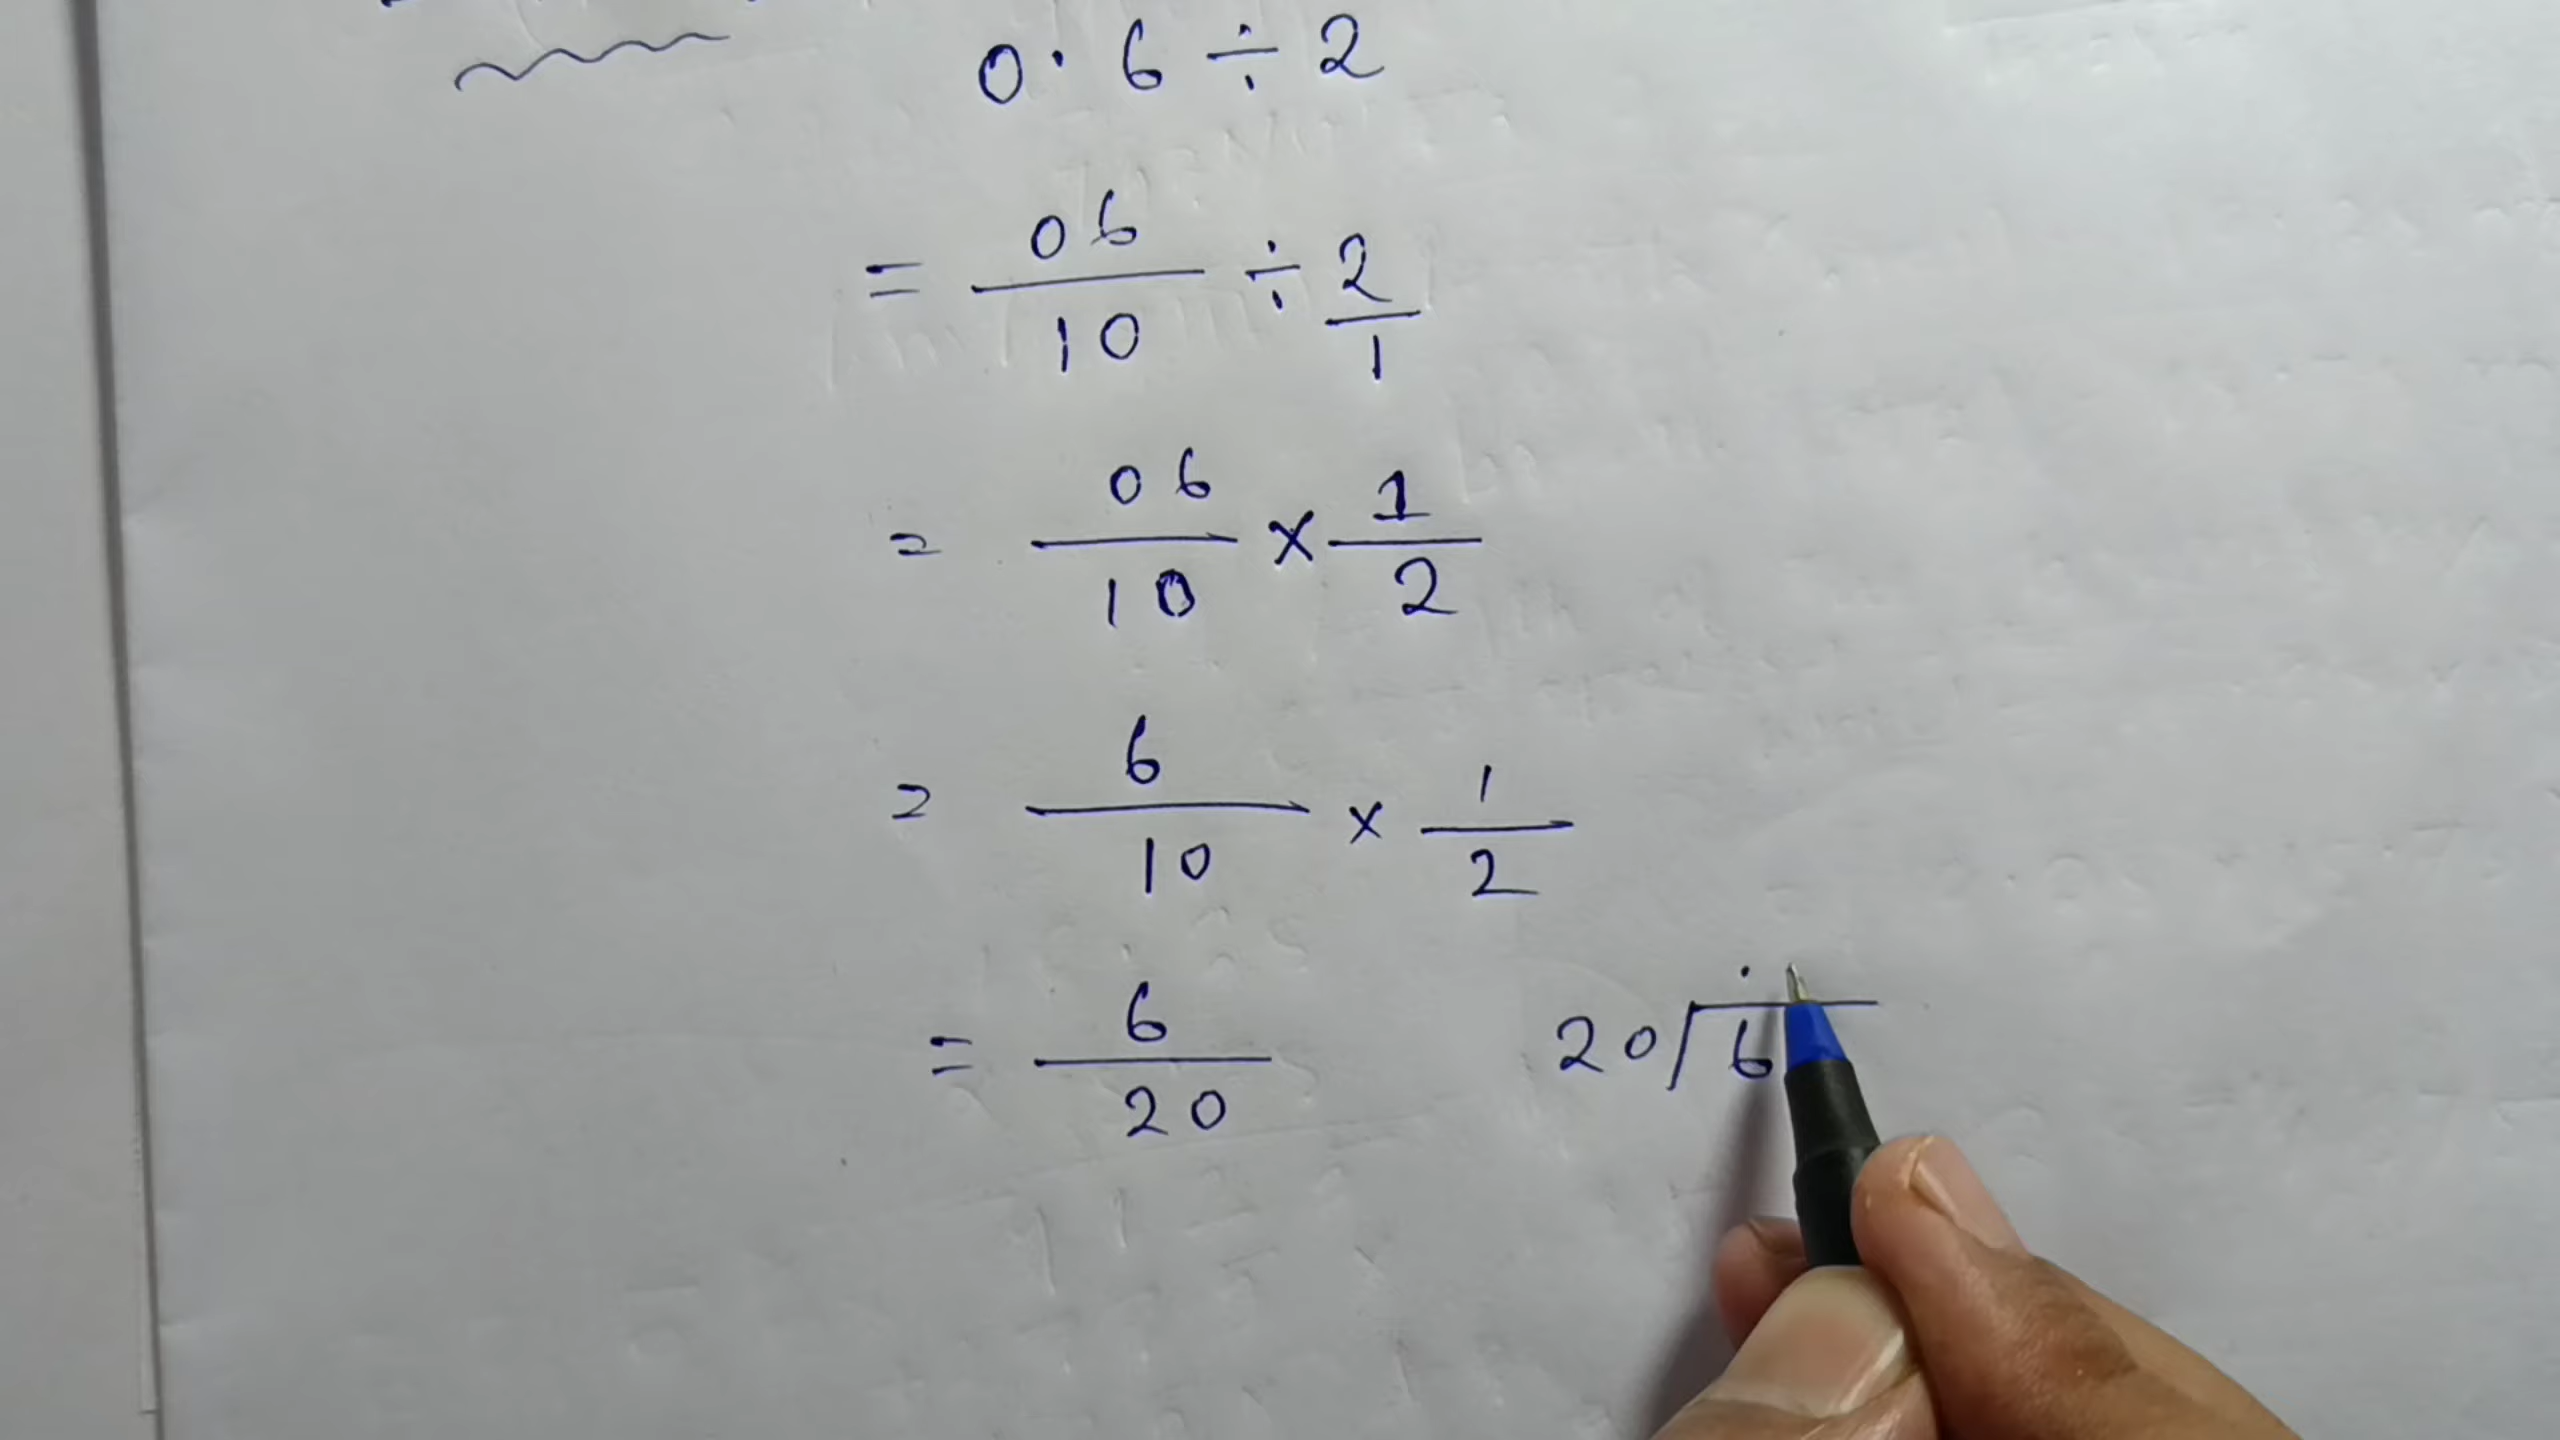 0.6 ÷ 2
= 06/10 ÷ 2/1
= 06/10 × 1/2
= 6/10 × 1/2
= 6/20
20⟌6
.